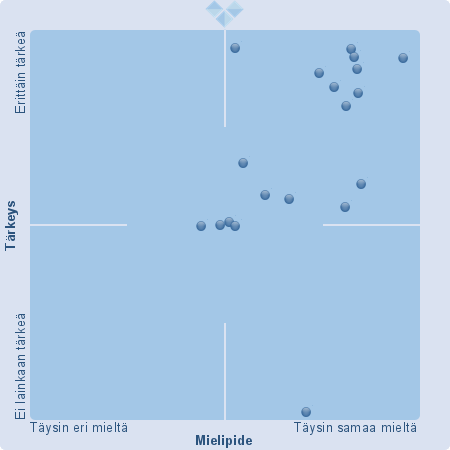 Erittäin tärkeä
Tärkeys
Ei lainkaan tärkeä
Täysin eri mieltä
Täysin samaa mieltä
Mielipide